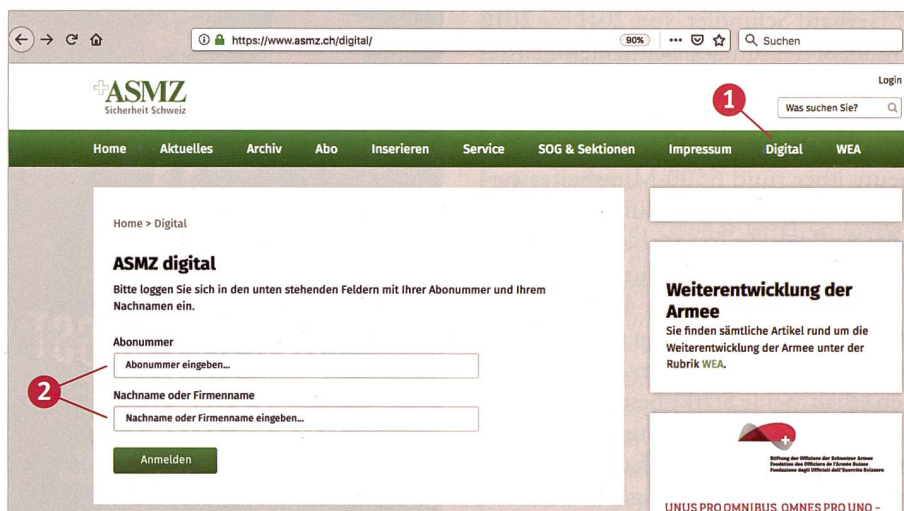 https://www.asmz.ch/digital/
90%
Suchen
ASMZ
Sicherheit Schweiz
Login
1
Was suchen Sie?
Home Aktuelles Archiv Abo Inserieren Service SOG & Sektionen Impressum Digital WEA
Home > Digital
ASMZ digital
Bitte loggen Sie sich in den unten stehenden Feldern mit Ihrer Abonummer und Ihrem
Nachnamen ein.
Abonummer
Abonummer eingeben...
2
Nachname oder Firmenname
Nachname oder Firmenname eingeben...
Anmelden
Weiterentwicklung der
Armee
Sie finden sämtliche Artikel rund um die
Weiterentwicklung der Armee unter der
Rubrik WEA.
Stiftung der Offiziere der Schweizer Armee
Fondation des Officiers de l'Armée Suisse
Fondazione degli Ufficiali dell'Esercito Svizzero
UNUS PRO OMNIBUS, OMNES PRO UNO –